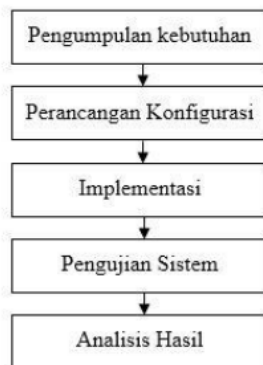 Pengumpulan kebutuhan
Perancangan Konfigurasi
Implementasi
Pengujian Sistem
Analisis Hasil